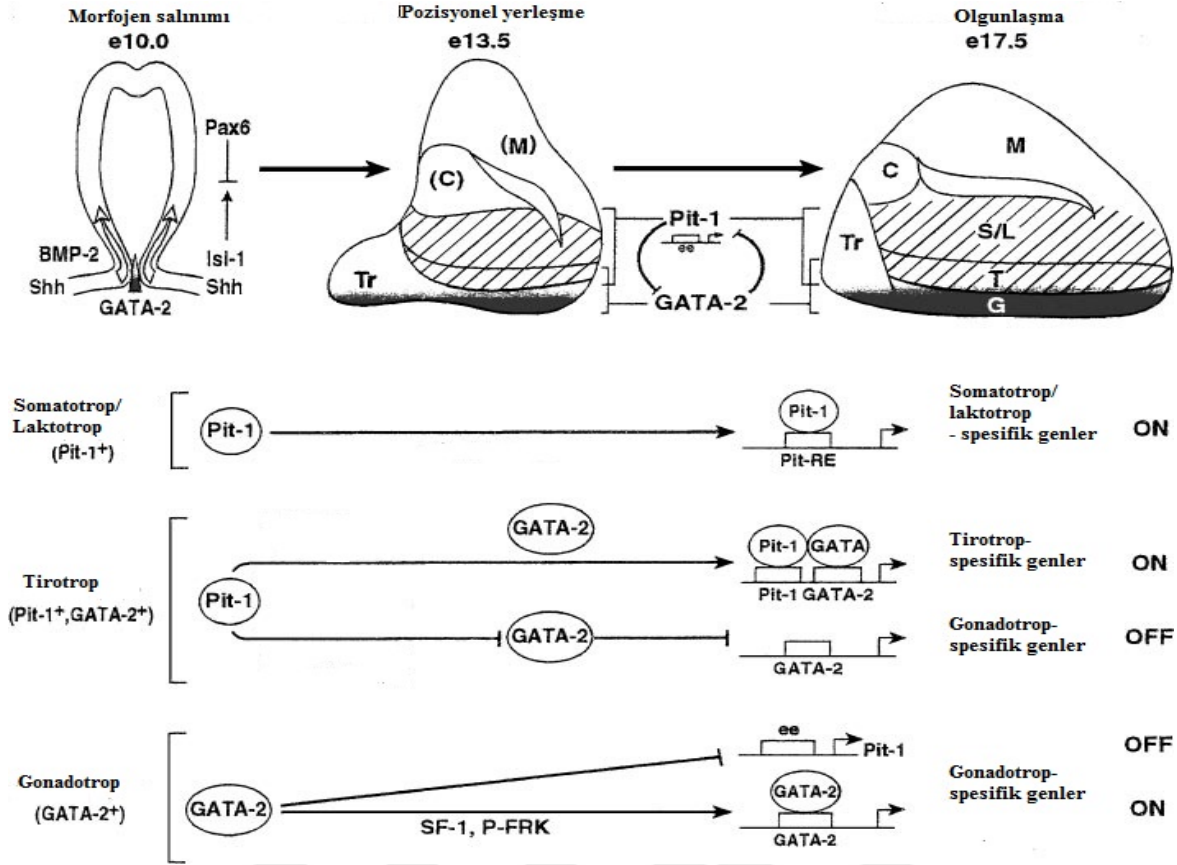 Morfojen salınımı
e10.0
Pozisyonel yerleşme
e13.5
Olgunlaşma
e17.5
Pax6
BMP-2
Isi-1
Shh
Shh
GATA-2
(M)
(C)
Tr
Pit-1
ee
GATA-2
M
C
Tr
S/L
T
G
Somatotrop/
Laktotrop
(Pit-1+)
Pit-1
Pit-1
Pit-RE
Somatotrop/
laktotrop
- spesifik genler
ON
Tirotrop
(Pit-1+,GATA-2+)
Pit-1
GATA-2
Pit-1 GATA
Pit-1 GATA-2
Tirotrop-
spesifik genler
ON
GATA-2
GATA-2
Gonadotrop-
spesifik genler
OFF
Gonadotrop
(GATA-2+)
GATA-2
ee
Pit-1
OFF
SF-1, P-FRK
GATA-2
GATA-2
Gonadotrop-
spesifik genler
ON